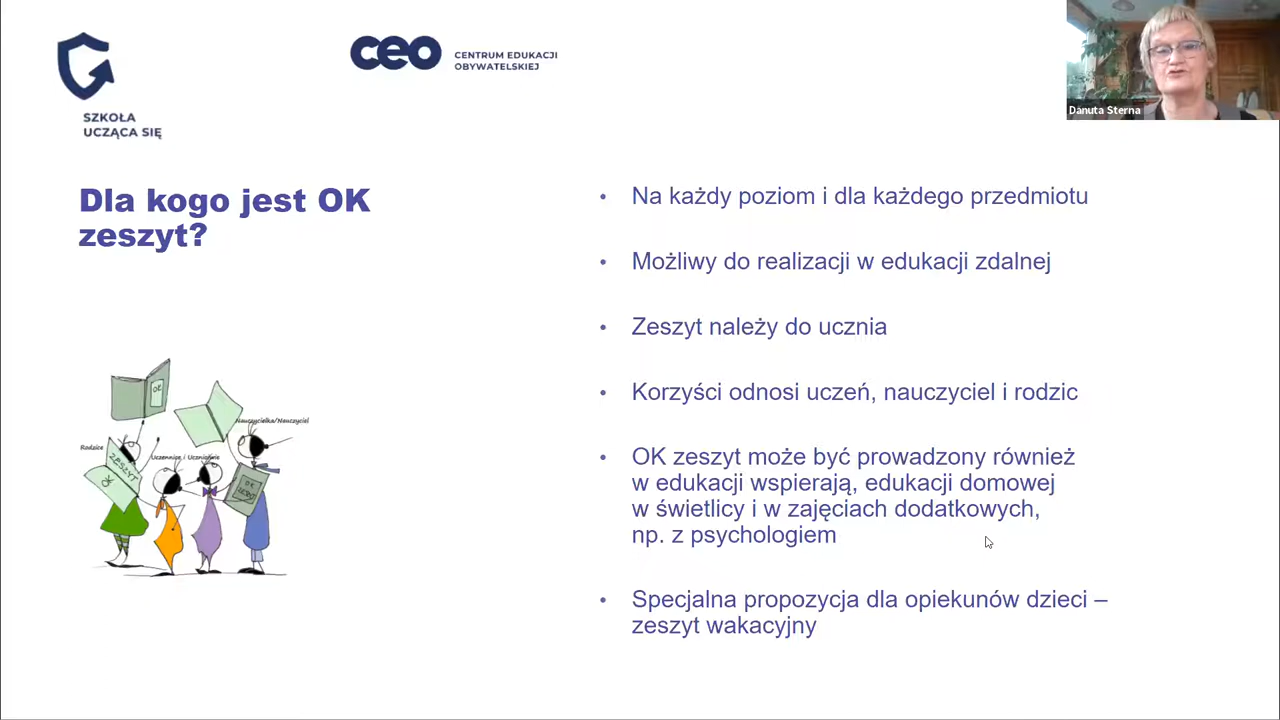 SZKOŁA
UCZĄCA SIĘ
ceo
CENTRUM EDUKACJI
OBYWATELSKIEJ
Danuta Sterna
Dla kogo jest OK
zeszyt?
• Na każdy poziom i dla każdego przedmiotu
• Możliwy do realizacji w edukacji zdalnej
• Zeszyt należy do ucznia
• Korzyści odnosi uczeń, nauczyciel i rodzic
• OK zeszyt może być prowadzony również
w edukacji wspierają, edukacji domowej
w świetlicy i w zajęciach dodatkowych,
np. z psychologiem
• Specjalna propozycja dla opiekunów dzieci –
zeszyt wakacyjny
OK
Nauczycielka/Nauczyciel
Rodzice
Uczennice i Uczniowie
ZESZYT
OK
OK
ZESZYT